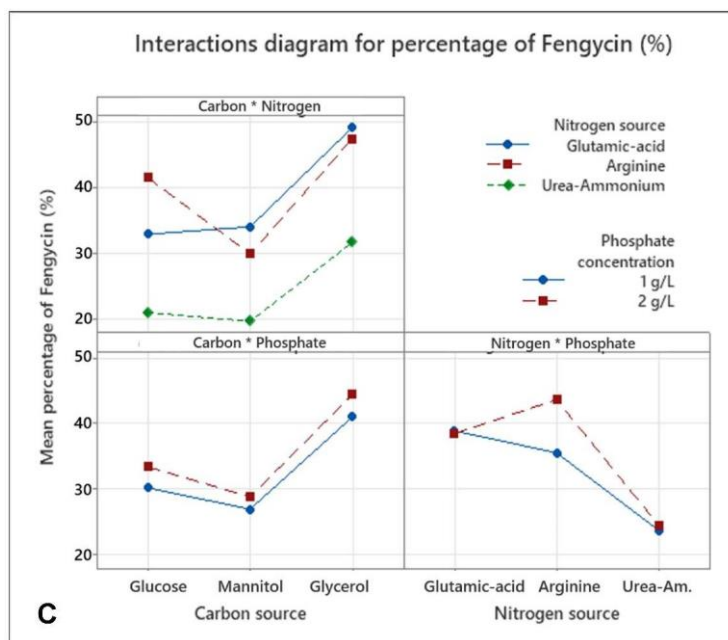 Interactions diagram for percentage of Fengycin (%)
Carbon * Nitrogen
50
40
30
20
Nitrogen source
Glutamic-acid
Arginine
Urea-Ammonium
Phosphate
concentration
1 g/L
2 g/L
Mean percentage of Fengycin (%)
Carbon * Phosphate
Nitrogen * Phosphate
50
40
30
20
Glucose Mannitol Glycerol
Glutamic-acid Arginine Urea-Am.
Carbon source
Nitrogen source
C